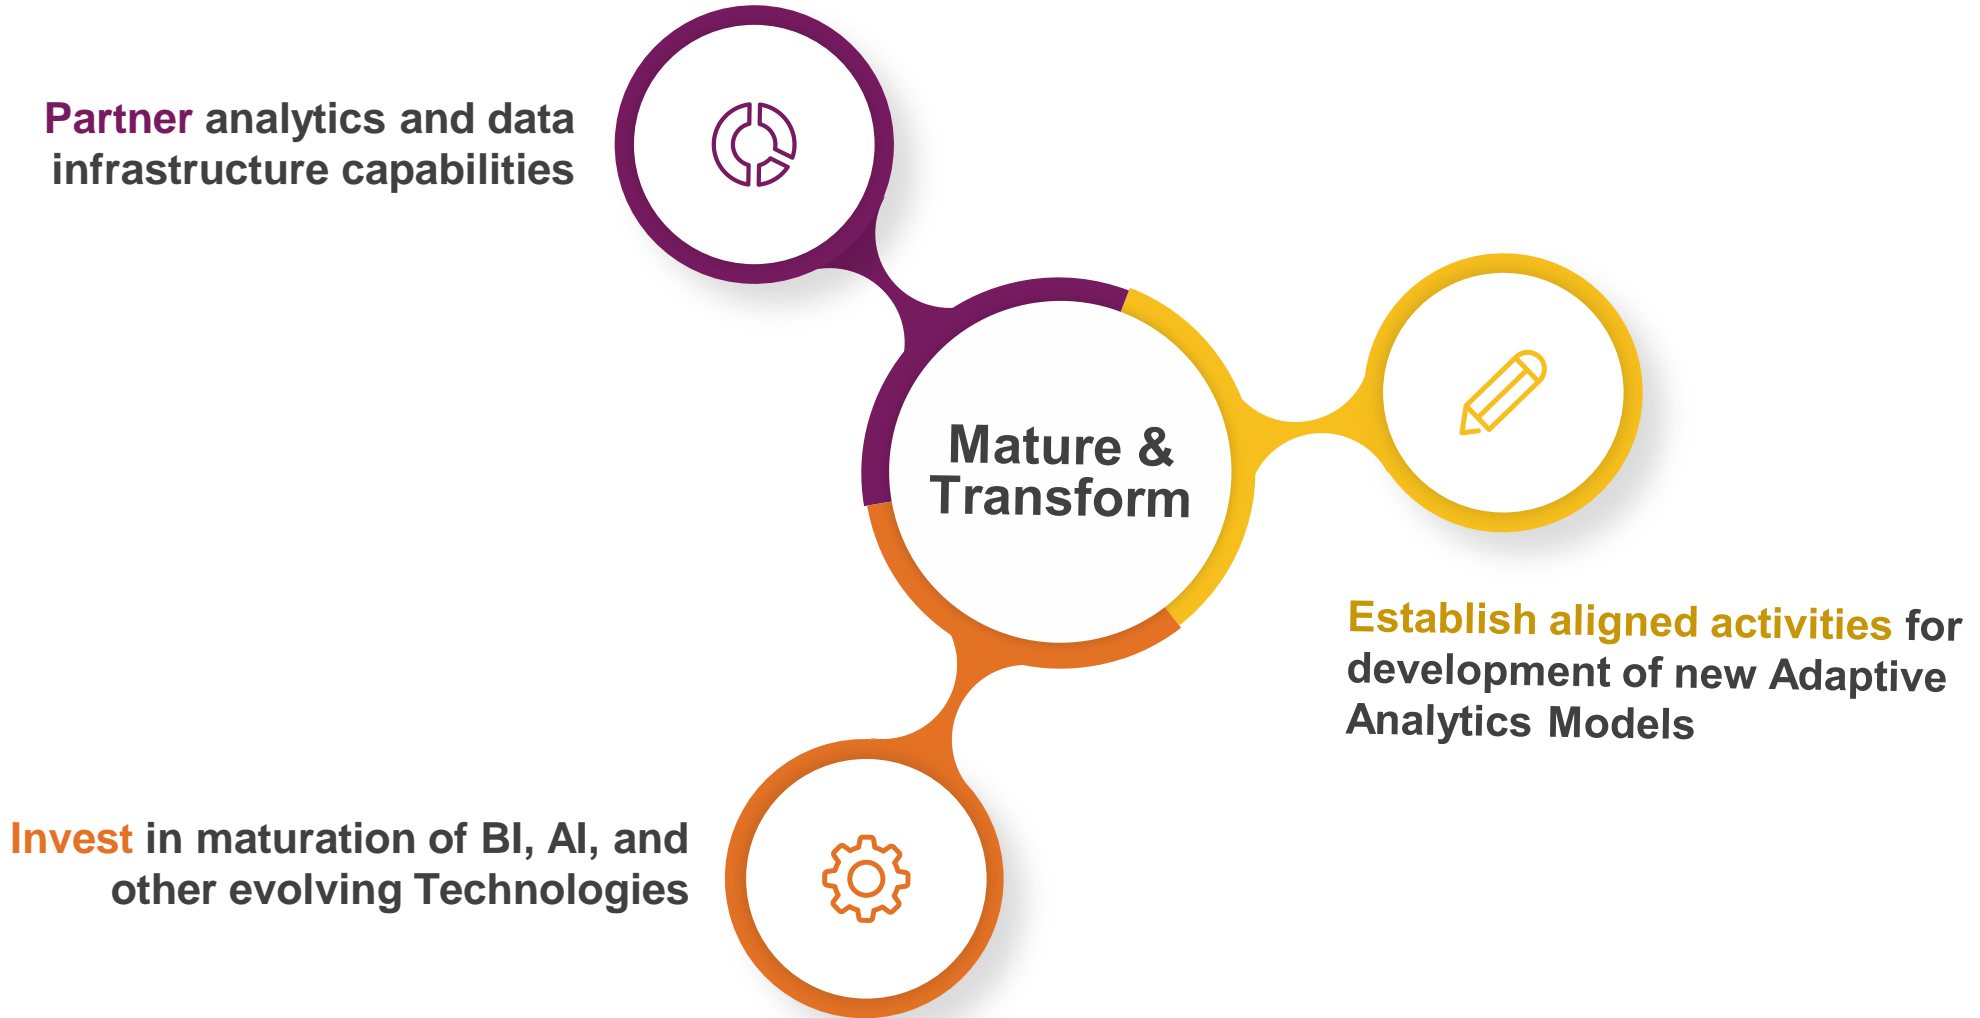 Partner analytics and data
infrastructure capabilities
Mature &
Transform
Establish aligned activities for
development of new Adaptive
Analytics Models
Invest in maturation of BI, AI, and
other evolving Technologies